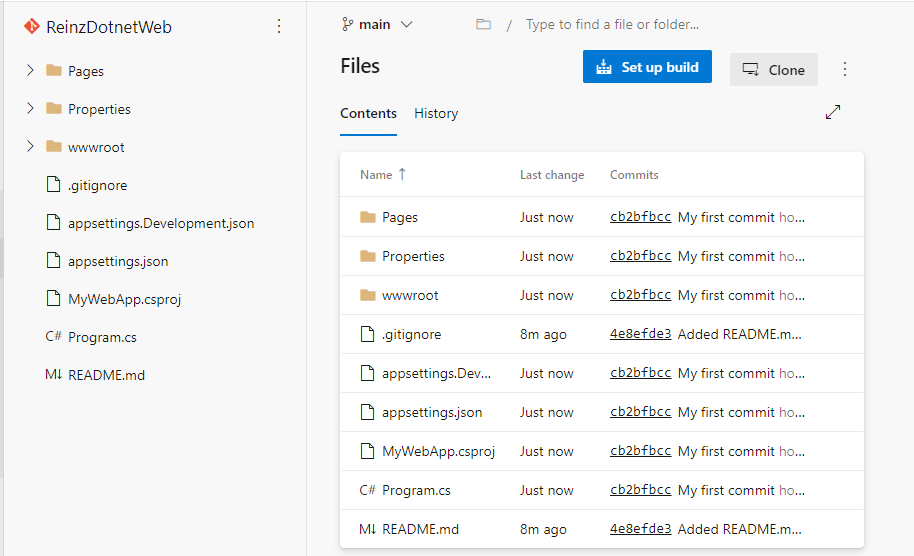 ReinzDotnetWeb
Pages
Properties
wwwroot
.gitignore
appsettings.Development.json
appsettings.json
MyWebApp.csproj
C# Program.cs
M↓ README.md
main / Type to find a file or folder...
Files
Set up build
Clone
Contents History
Name ↑ Last change Commits
Pages Just now cb2bfbcc My first commit ho...
Properties Just now cb2bfbcc My first commit ho...
wwwroot Just now cb2bfbcc My first commit ho...
.gitignore 8m ago 4e8efde3 Added README.m...
appsettings.Dev... Just now cb2bfbcc My first commit ho...
appsettings.json Just now cb2bfbcc My first commit ho...
MyWebApp.csproj Just now cb2bfbcc My first commit ho...
C# Program.cs Just now cb2bfbcc My first commit ho...
M↓ README.md 8m ago 4e8efde3 Added README.m...